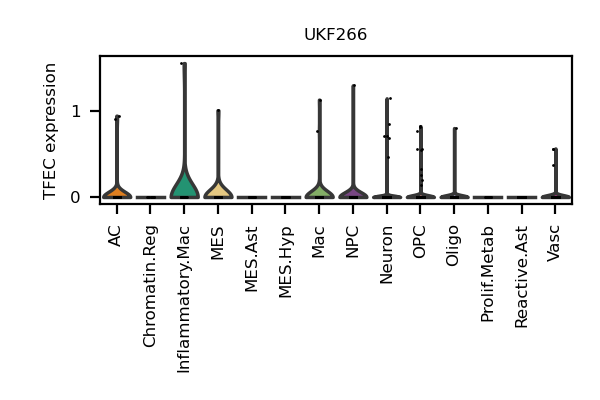 UKF266
TFEC expression
1
0
AC
Chromatin.Reg
Inflammatory.Mac
MES
MES.Ast
MES.Hyp
Mac
NPC
Neuron
OPC
Oligo
Prolif.Metab
Reactive.Ast
Vasc